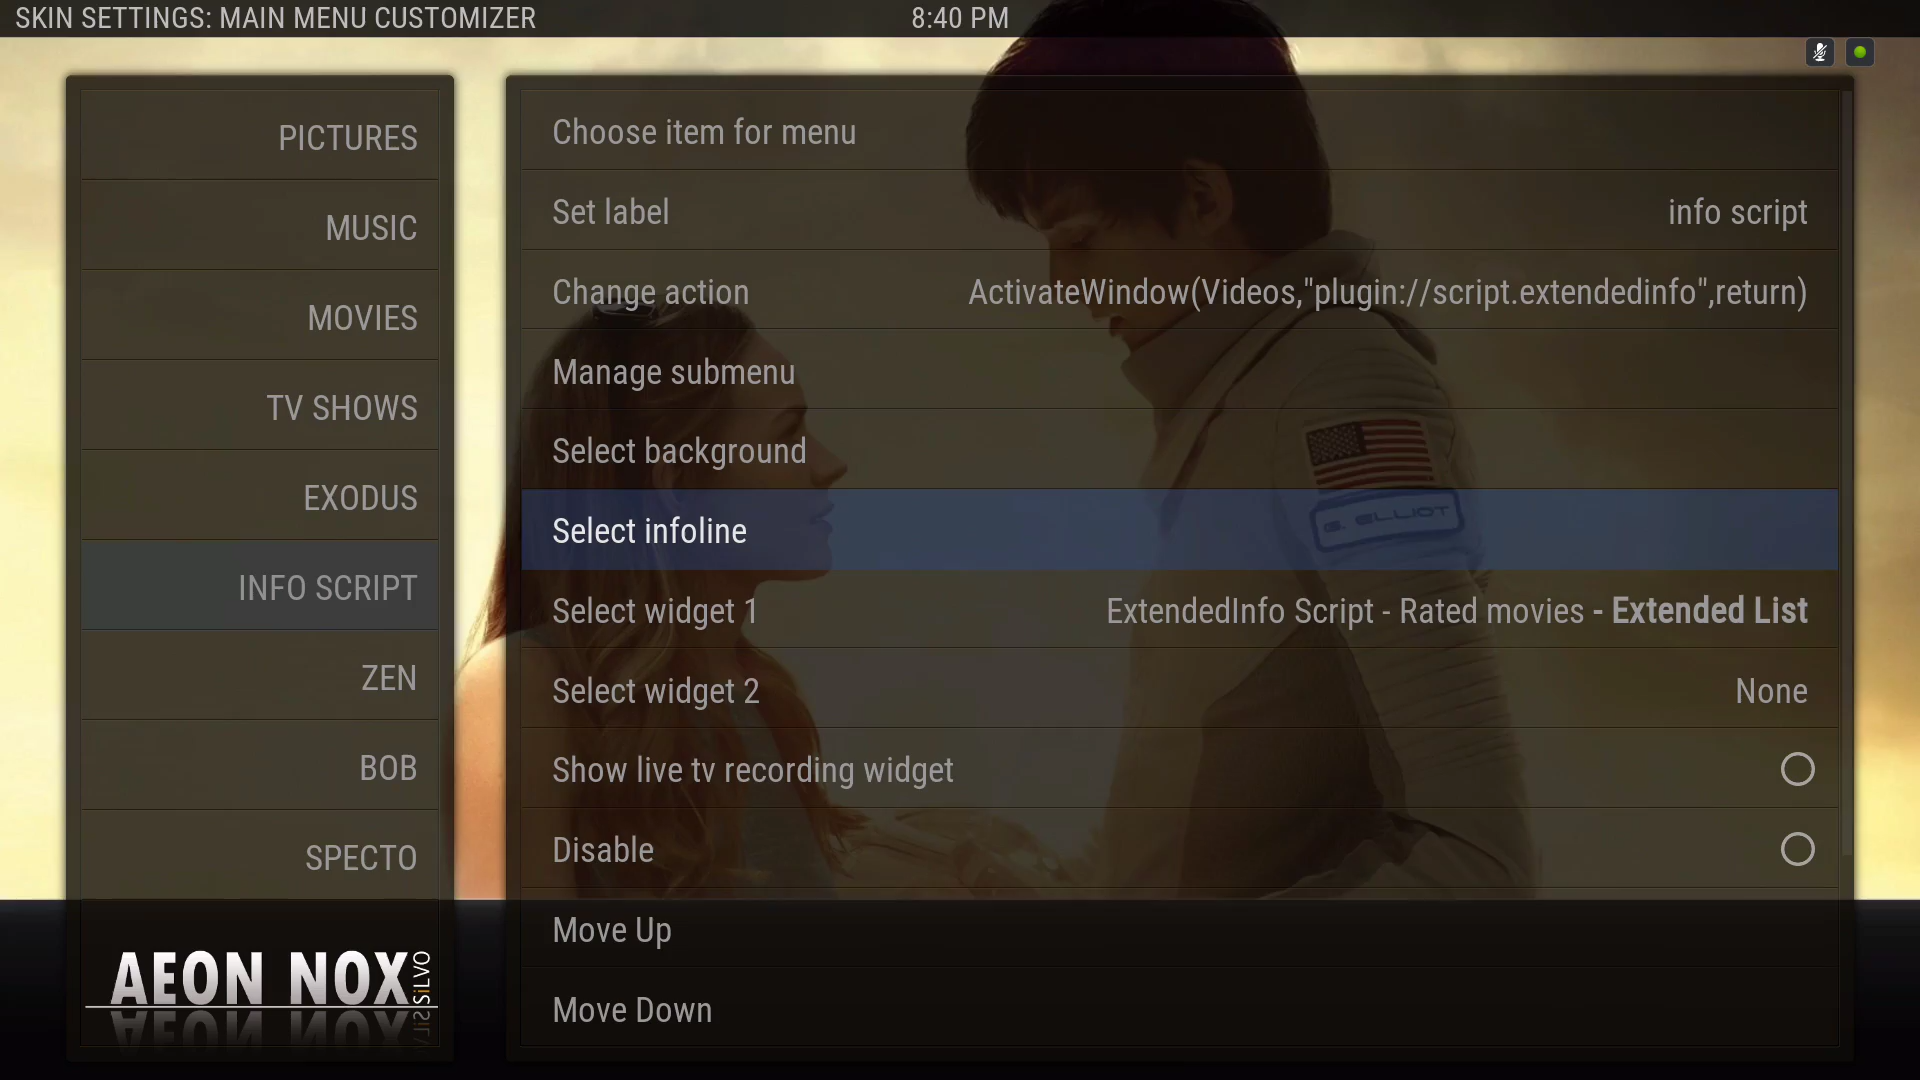 SKIN SETTINGS: MAIN MENU CUSTOMIZER
8:40 PM
PICTURES
MUSIC
MOVIES
TV SHOWS
EXODUS
INFO SCRIPT
ZEN
BOB
SPECTO
AEON NOX SiLVO
Choose item for menu
Set label info script
Change action ActivateWindow(Videos,"plugin://script.extendedinfo",return)
Manage submenu
Select background
Select infoline
G. ELLIOT
Select widget 1 ExtendedInfo Script - Rated movies - Extended List
Select widget 2 None
Show live tv recording widget
Disable
Move Up
Move Down